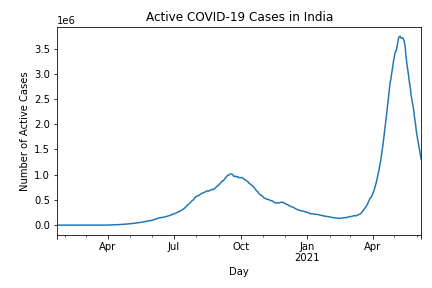 Active COVID-19 Cases in India
1e6
3.5
3.0
2.5
2.0
1.5
1.0
0.5
0.0
Number of Active Cases
Apr
Jul
Oct
Jan
2021
Apr
Day